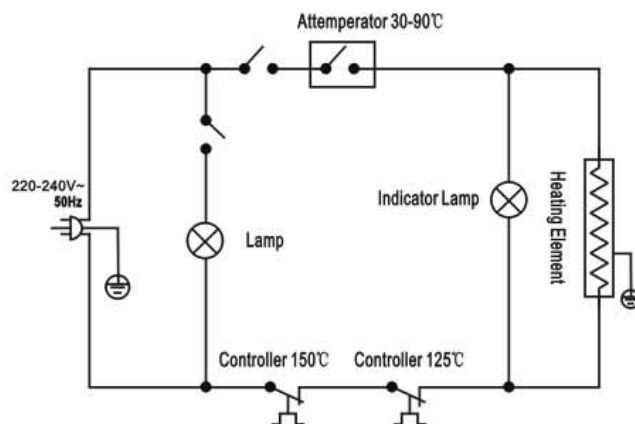 Attemperator 30-90℃
220-240V~
50Hz
Lamp
Indicator Lamp
Heating Element
Controller 150℃
Controller 125℃